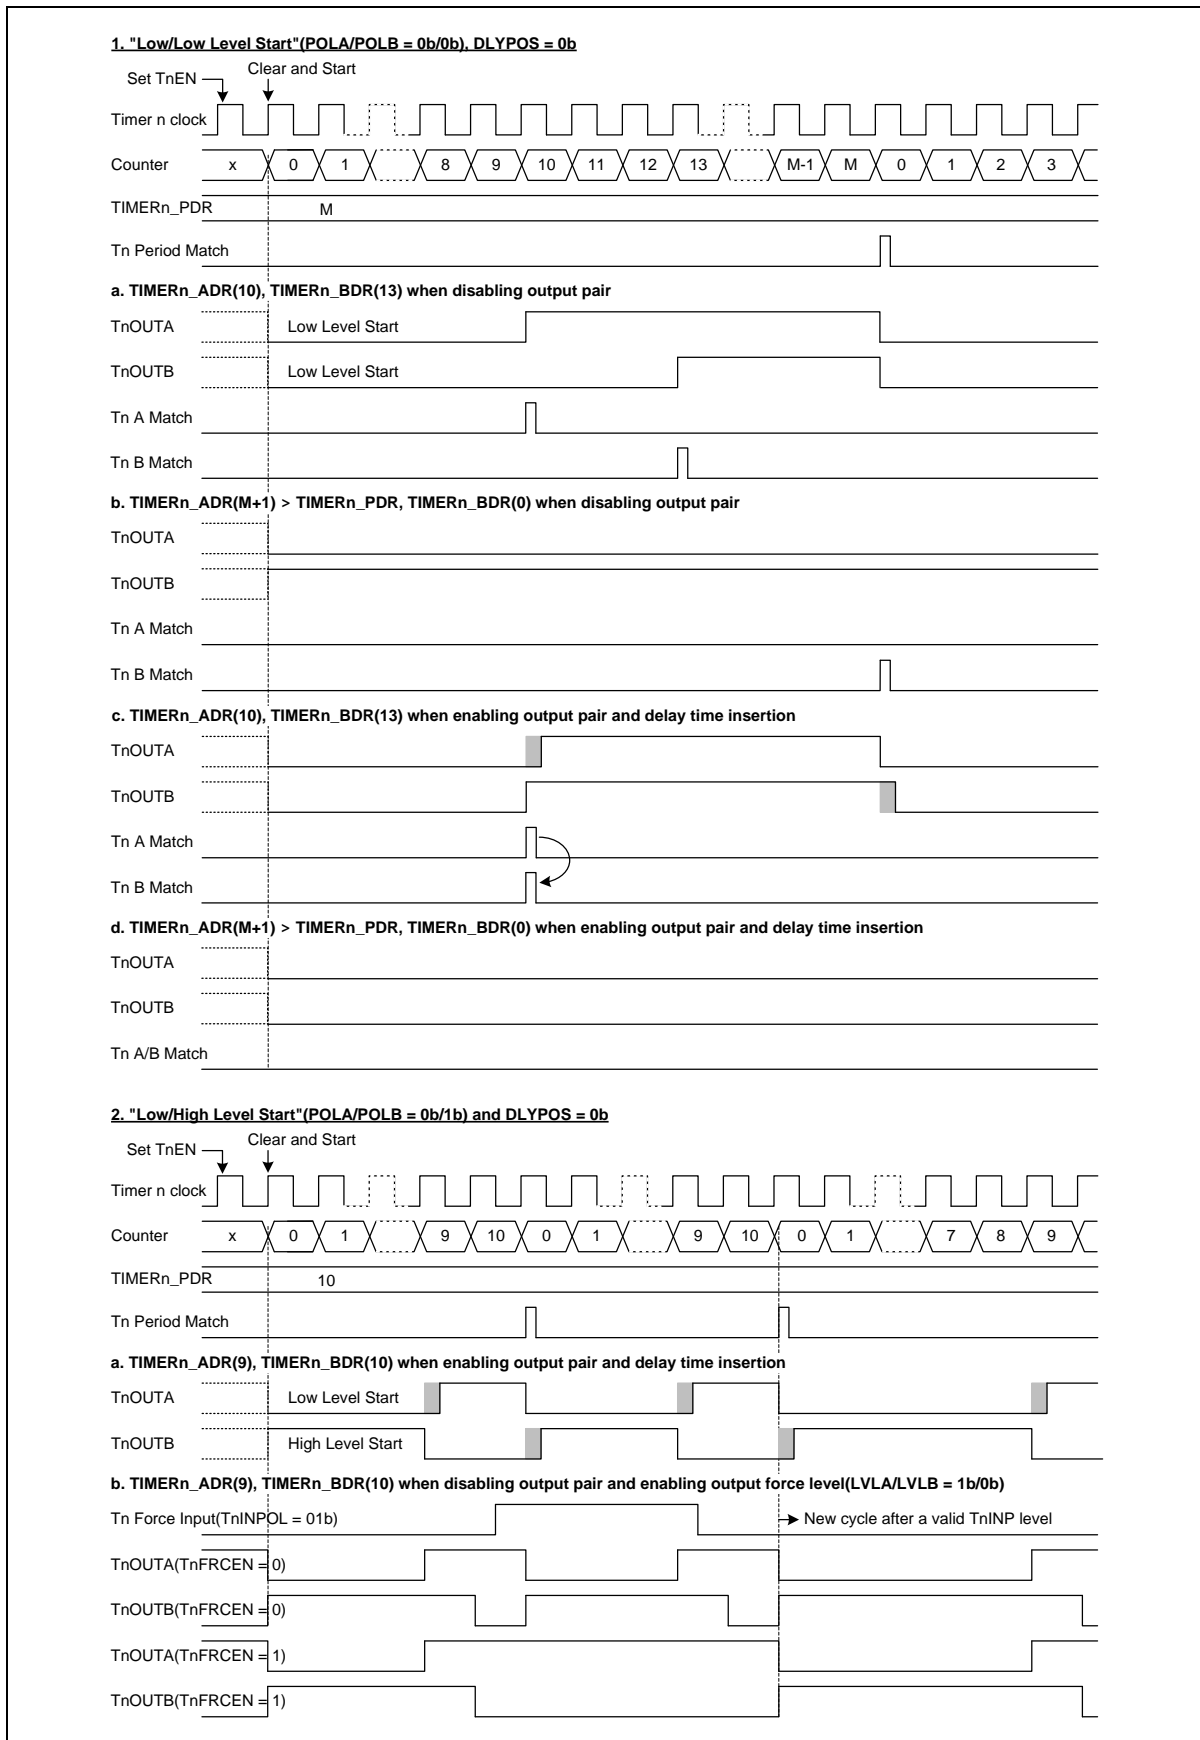 1. "Low/Low Level Start"(POLA/POLB = 0b/0b), DLYPOS = 0b
Set TnEN
Clear and Start
Timer n clock
Counter x 0 1 8 9 10 11 12 13 M-1 M 0 1 2 3
TIMERn_PDR M
Tn Period Match
a. TIMERn_ADR(10), TIMERn_BDR(13) when disabling output pair
TnOUTA Low Level Start
TnOUTB Low Level Start
Tn A Match
Tn B Match
b. TIMERn_ADR(M+1) > TIMERn_PDR, TIMERn_BDR(0) when disabling output pair
TnOUTA
TnOUTB
Tn A Match
Tn B Match
c. TIMERn_ADR(10), TIMERn_BDR(13) when enabling output pair and delay time insertion
TnOUTA
TnOUTB
Tn A Match
Tn B Match
d. TIMERn_ADR(M+1) > TIMERn_PDR, TIMERn_BDR(0) when enabling output pair and delay time insertion
TnOUTA
TnOUTB
Tn A/B Match
2. "Low/High Level Start"(POLA/POLB = 0b/1b) and DLYPOS = 0b
Set TnEN
Clear and Start
Timer n clock
Counter x 0 1 9 10 0 1 9 10 0 1 7 8 9
TIMERn_PDR 10
Tn Period Match
a. TIMERn_ADR(9), TIMERn_BDR(10) when enabling output pair and delay time insertion
TnOUTA Low Level Start
TnOUTB High Level Start
b. TIMERn_ADR(9), TIMERn_BDR(10) when disabling output pair and enabling output force level(LVLA/LVLB = 1b/0b)
Tn Force Input(TnINPOL = 01b) New cycle after a valid TnINP level
TnOUTA(TnFRCEN = 0)
TnOUTB(TnFRCEN = 0)
TnOUTA(TnFRCEN = 1)
TnOUTB(TnFRCEN = 1)